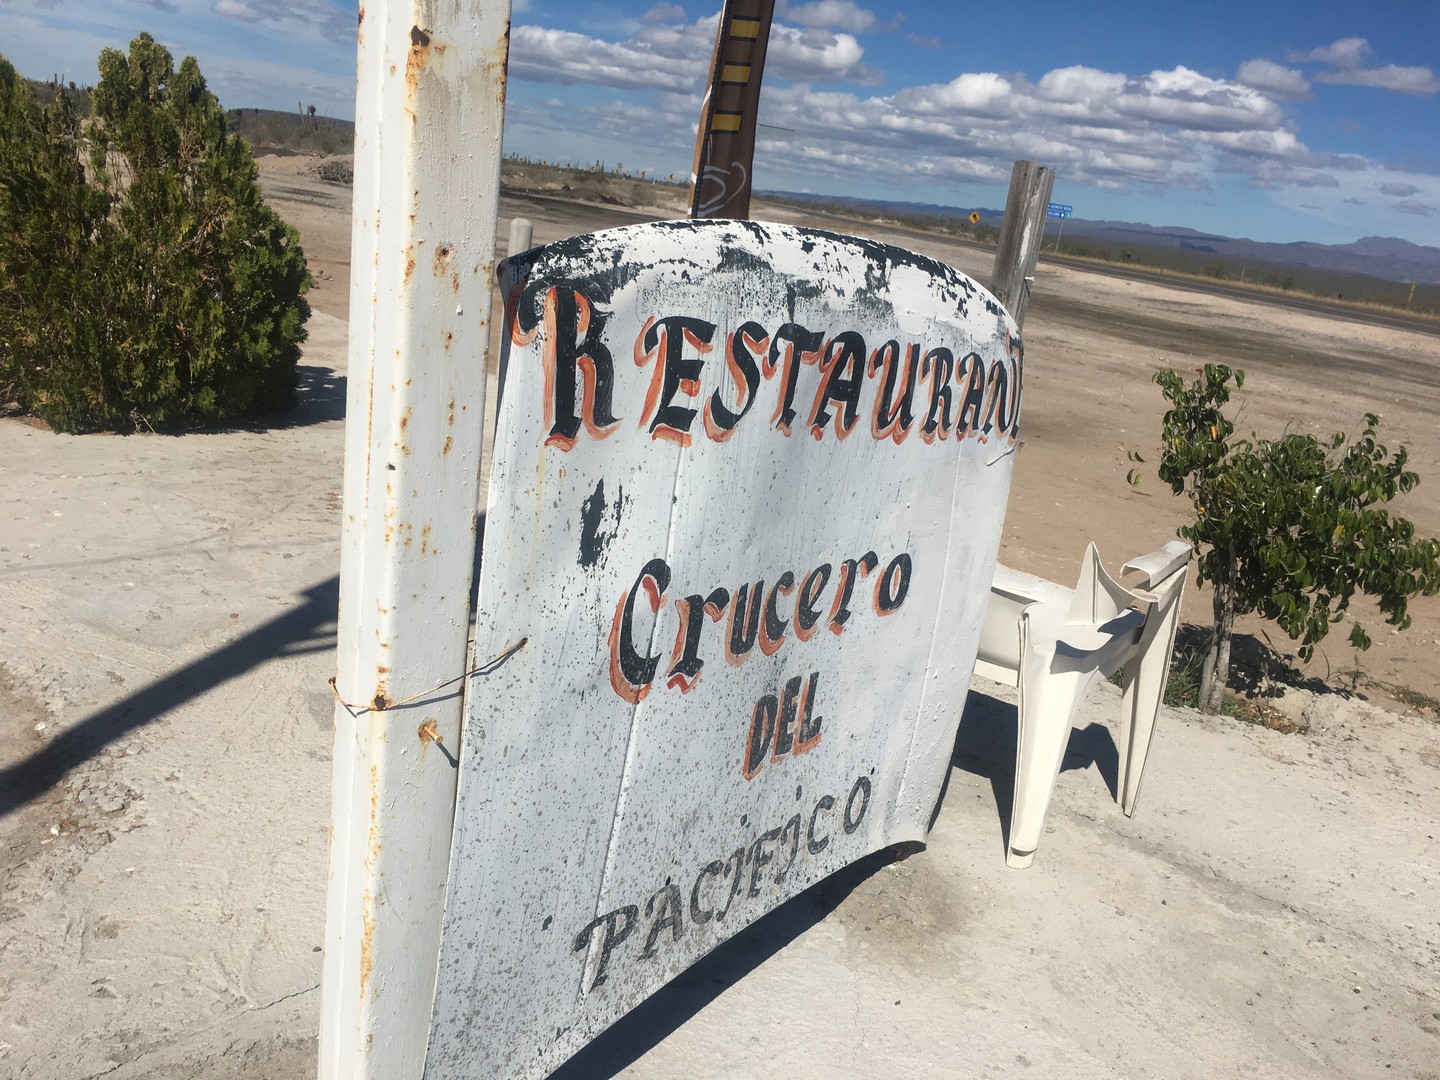 RESTAURANT
Crucero
DEL
PACIFICO